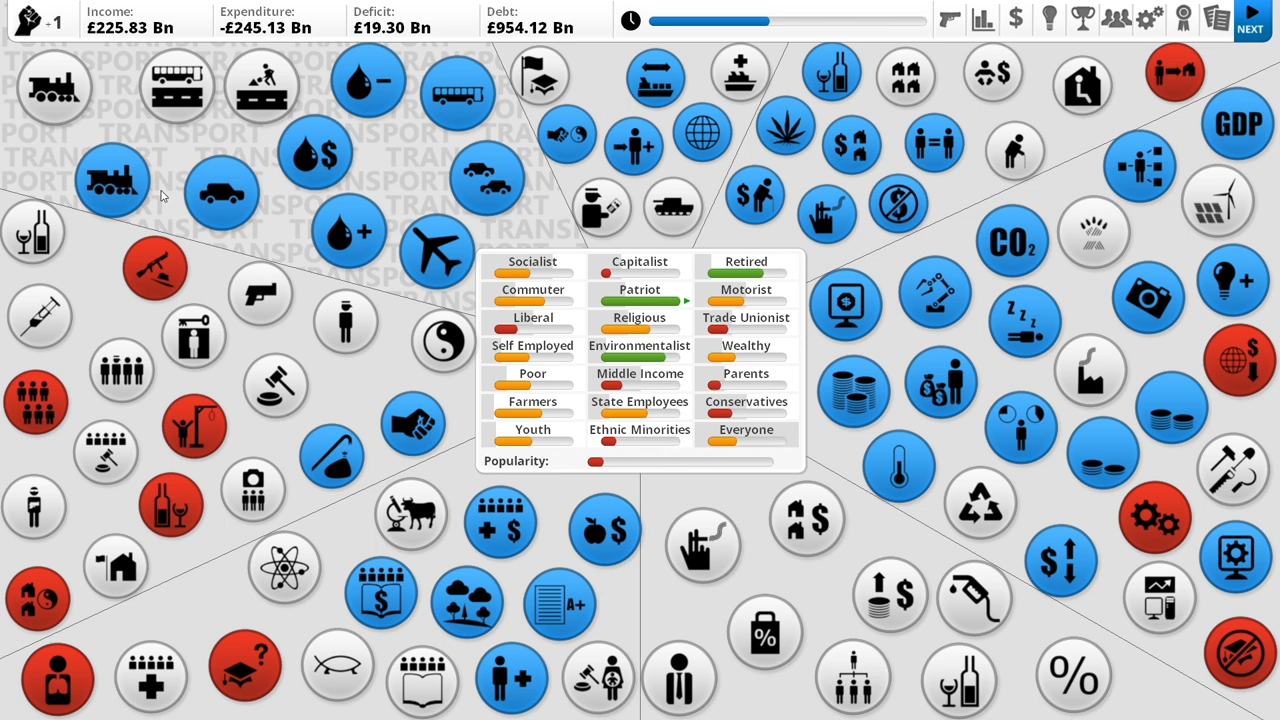 +1
Income:
£225.83 Bn
Expenditure:
-£245.13 Bn
Deficit:
£19.30 Bn
Debt:
£954.12 Bn
NEXT
TRANSPORT TRANSPORT TRANSPORT
GDP
CO2
Socialist Capitalist Retired
Commuter Patriot Motorist
Liberal Religious Trade Unionist
Self Employed Environmentalist Wealthy
Poor Middle Income Parents
Farmers State Employees Conservatives
Youth Ethnic Minorities Everyone
Popularity:
z z z
$
A+
%